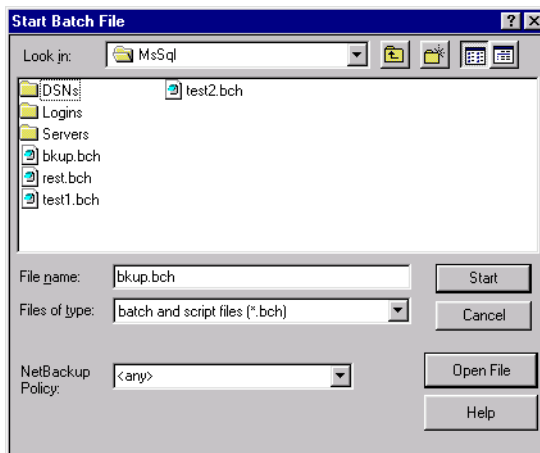 Start Batch File
Look in: MsSql
DSNs
Logins
Servers
bkup.bch
rest.bch
test1.bch
test2.bch
File name: bkup.bch Start
Files of type: batch and script files (*.bch) Cancel
NetBackup
Policy: <any>
Open File
Help